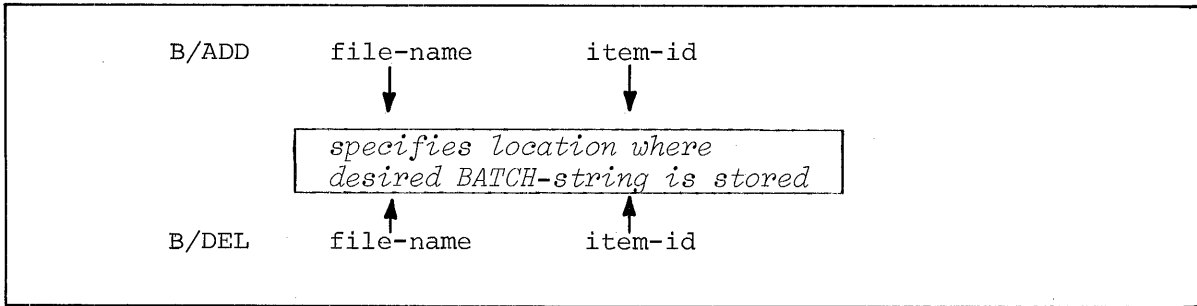 B/ADD file-name item-id
specifies location where
desired BATCH-string is stored
B/DEL file-name item-id